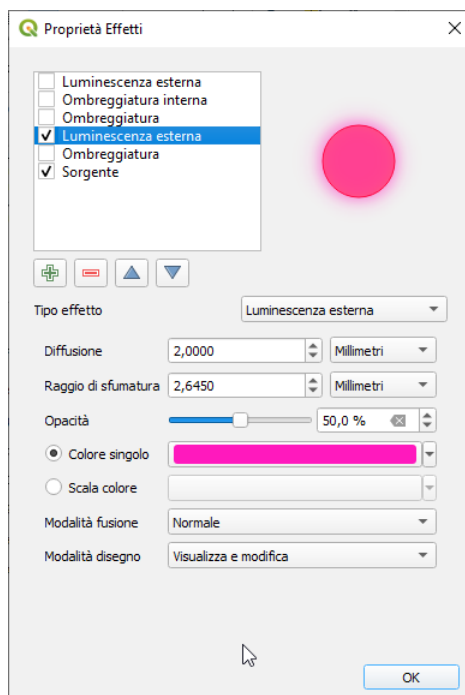 Proprietà Effetti
Luminescenza esterna
Ombreggiatura interna
Ombreggiatura
Luminescenza esterna
Ombreggiatura
Sorgente
Tipo effetto
Luminescenza esterna
Diffusione
2,0000
Millimetri
Raggio di sfumatura
2,6450
Millimetri
Opacità
50,0 %
Colore singolo
Scala colore
Modalità fusione
Normale
Modalità disegno
Visualizza e modifica
OK